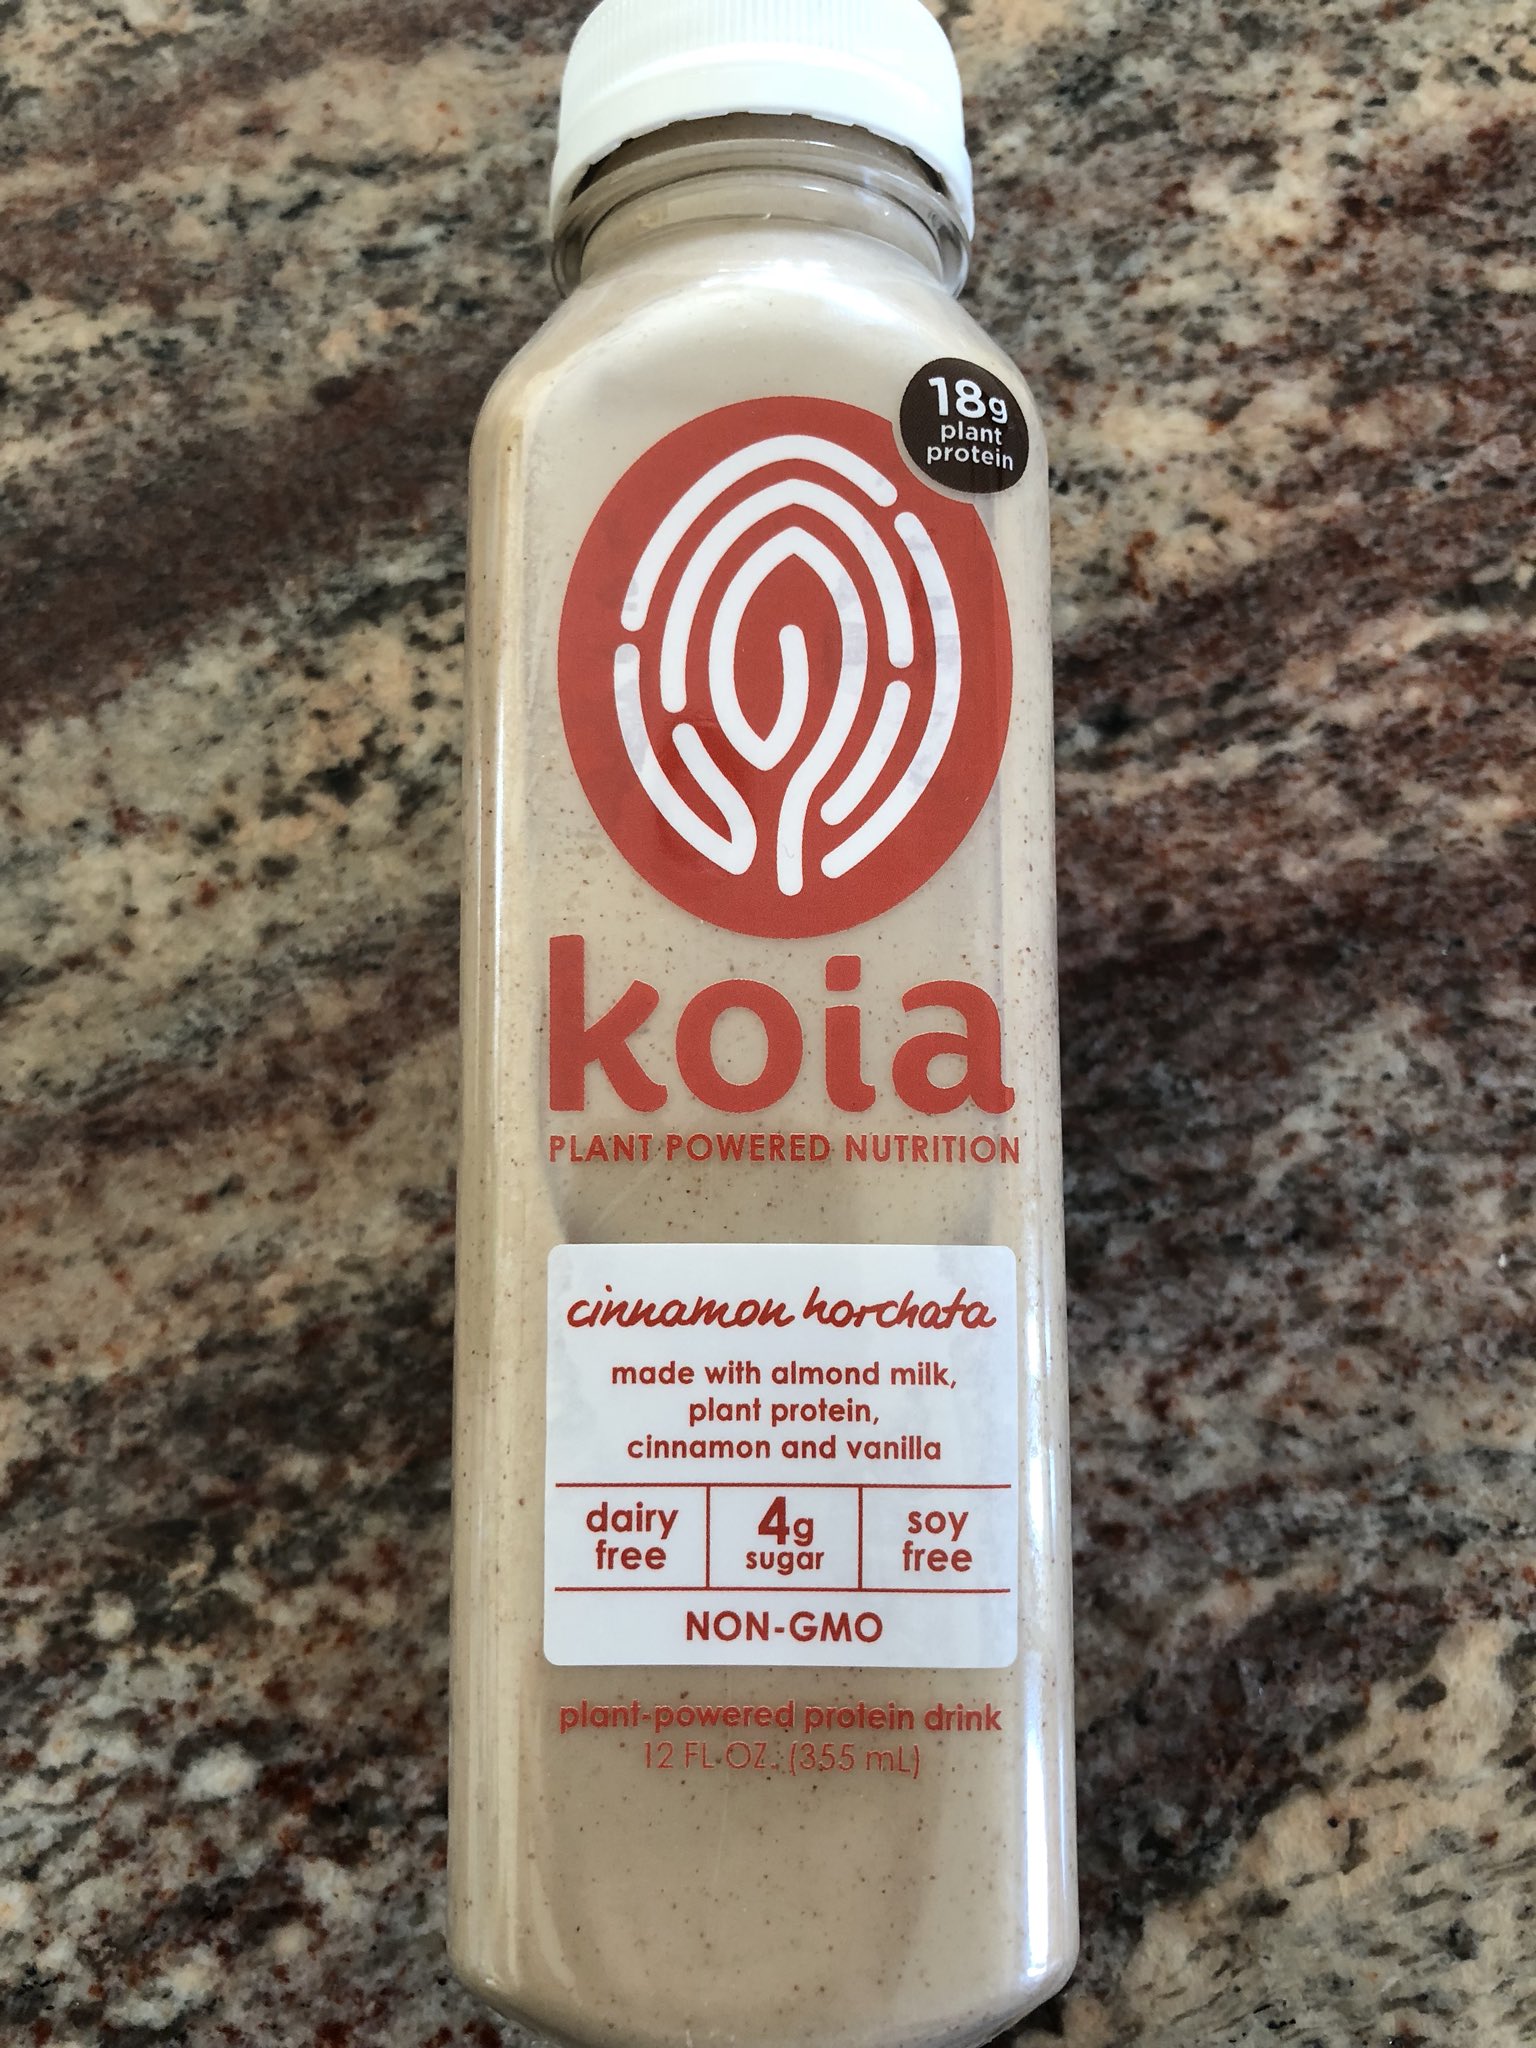 18g
plant
protein
koia
PLANT POWERED NUTRITION
cinnamon horchata
made with almond milk,
plant protein,
cinnamon and vanilla
dairy
free
4g
sugar
soy
free
NON-GMO
plant-powered protein drink
12 FL OZ. (355 mL)